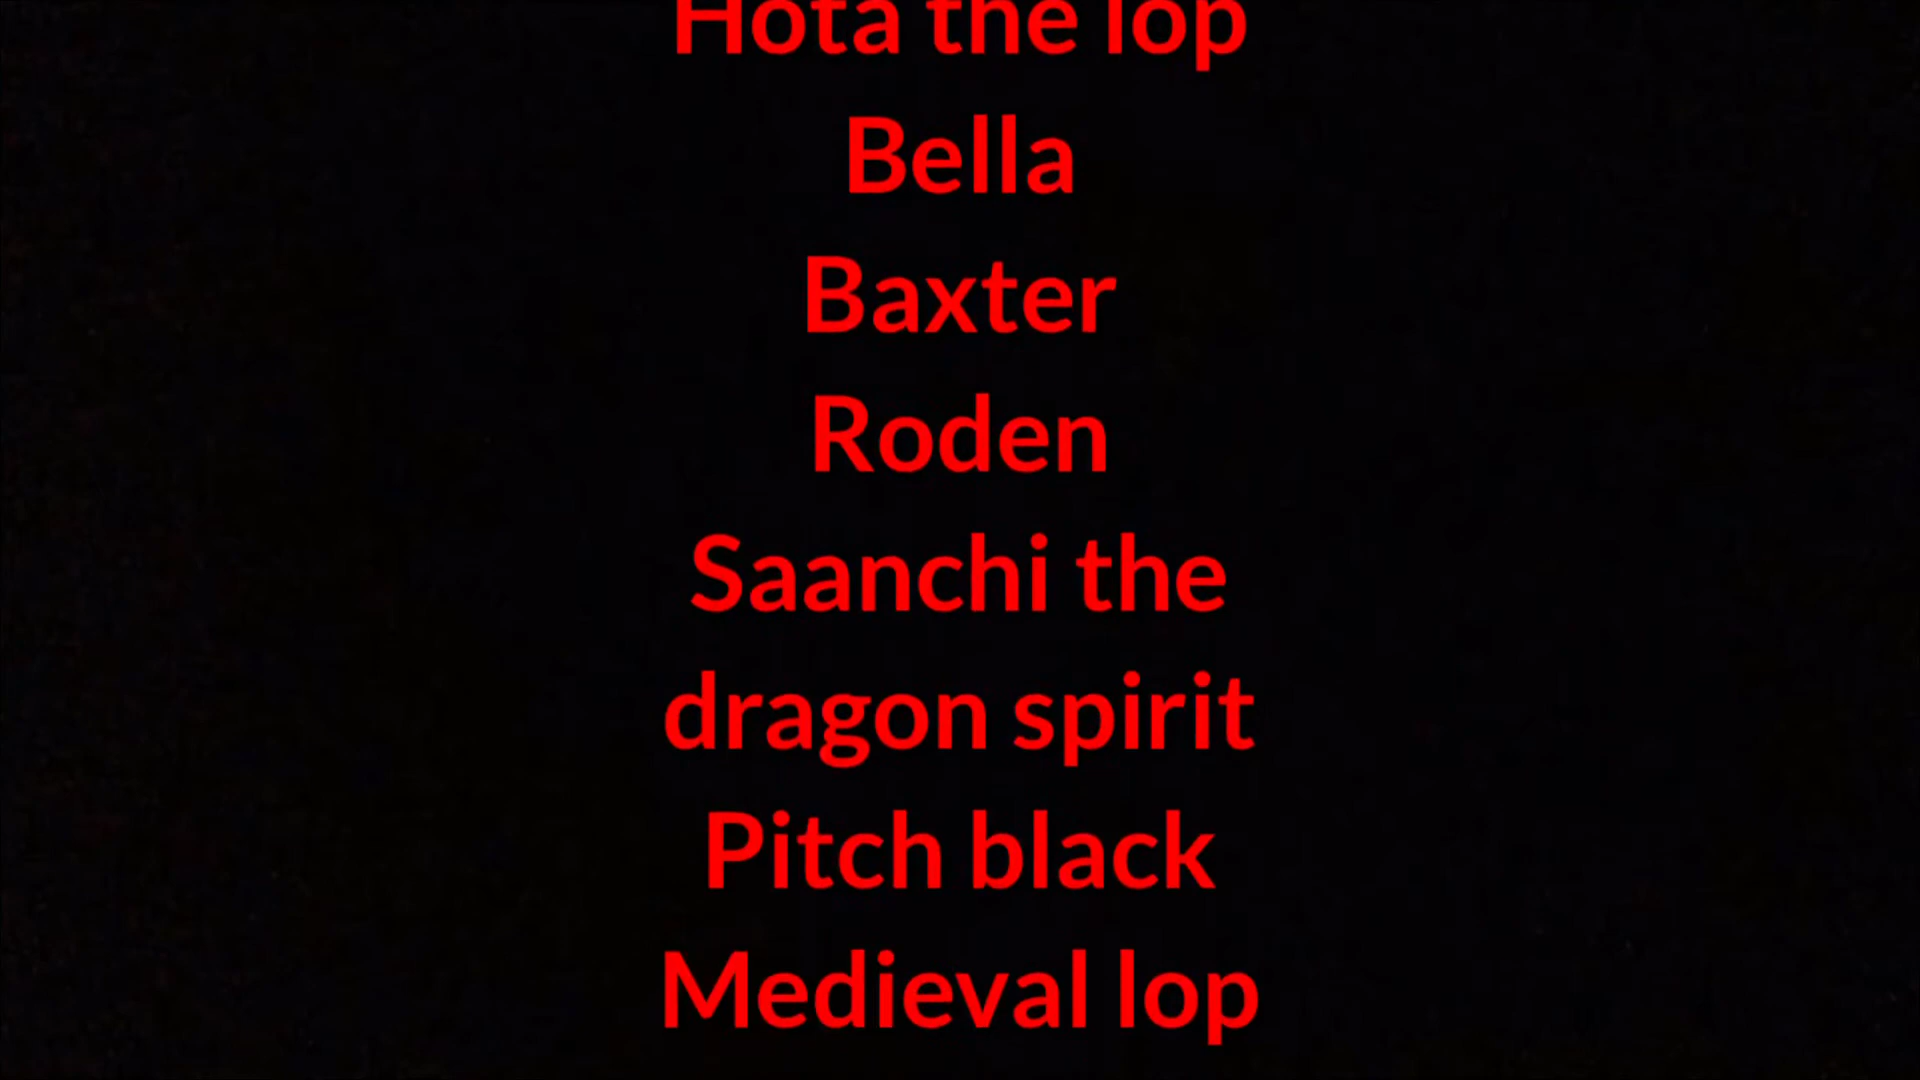 Hota the lop
Bella
Baxter
Roden
Saanchi the
dragon spirit
Pitch black
Medieval lop